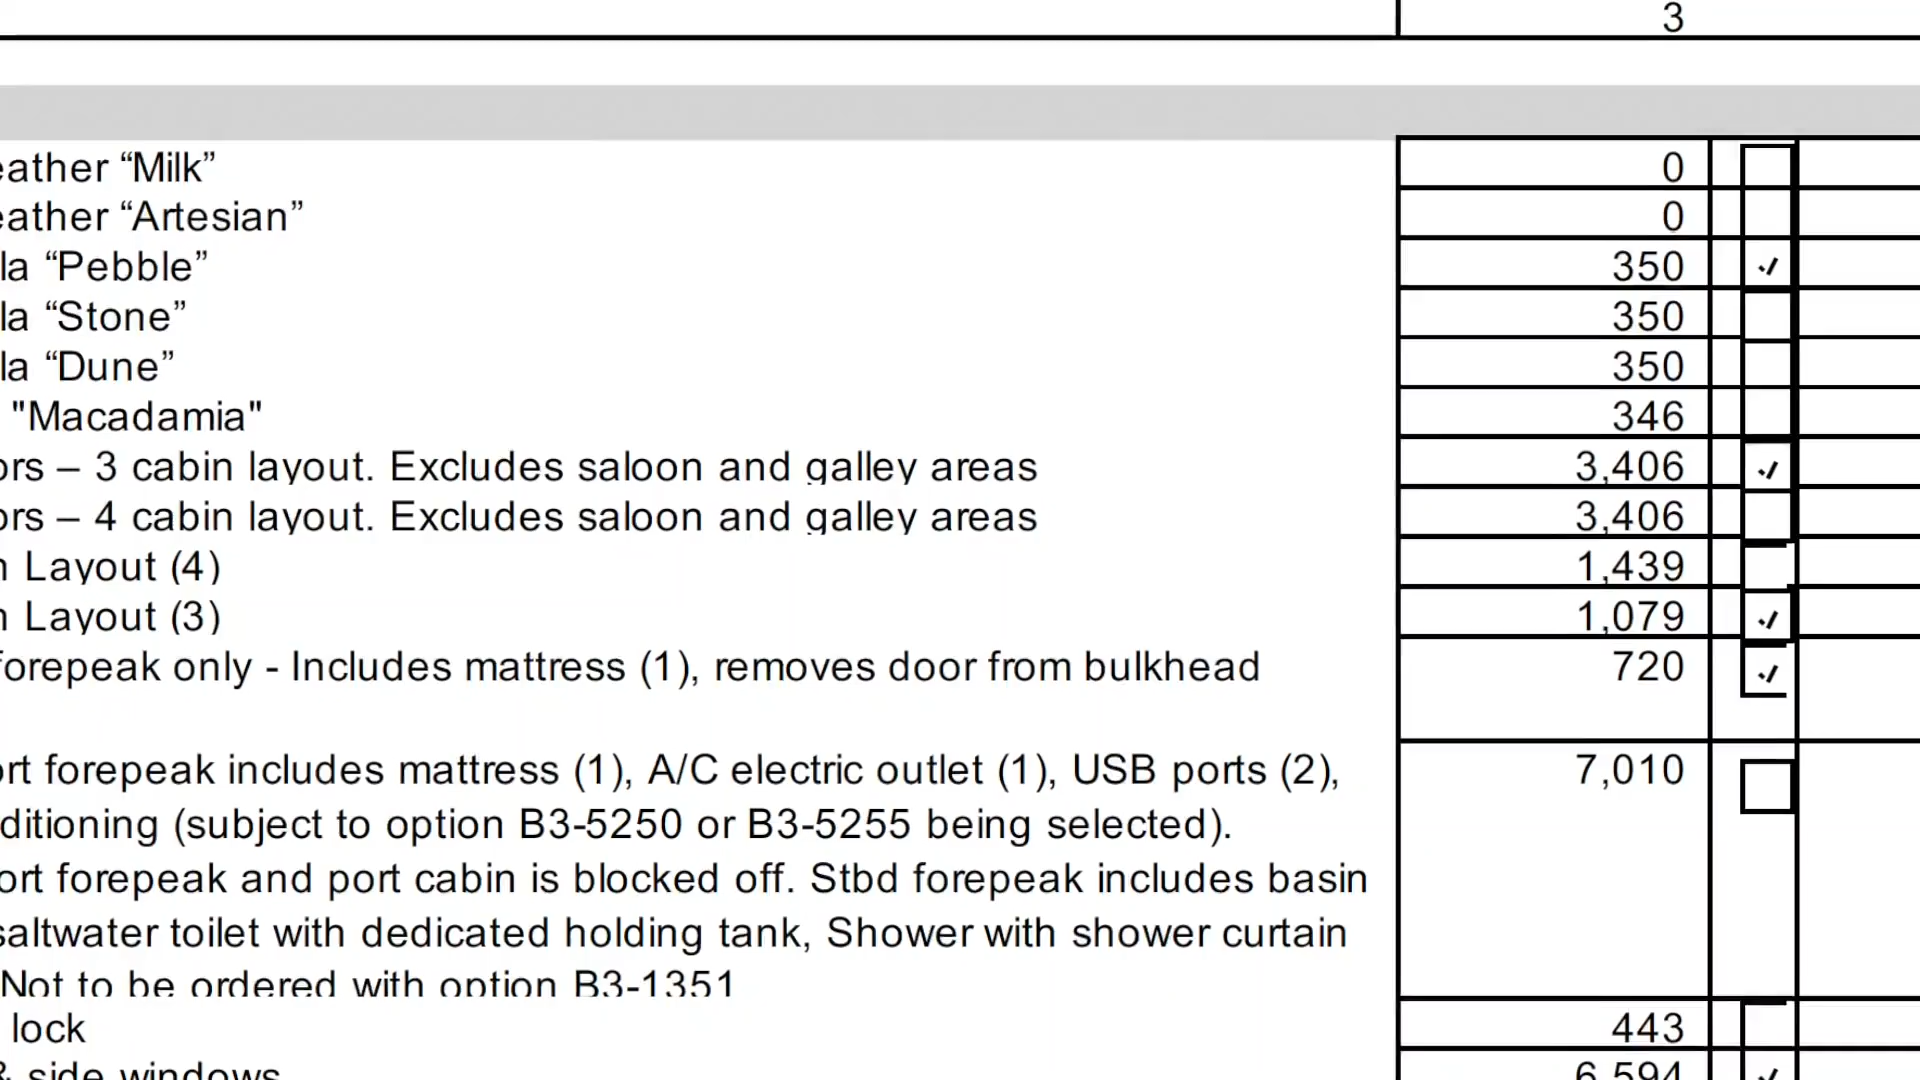 3
eather “Milk” 0
eather “Artesian” 0
la “Pebble” 350 ✓
la “Stone” 350
la “Dune” 350
"Macadamia" 346
ors – 3 cabin layout. Excludes saloon and galley areas 3,406 ✓
ors – 4 cabin layout. Excludes saloon and galley areas 3,406
n Layout (4) 1,439
n Layout (3) 1,079 ✓
forepeak only - Includes mattress (1), removes door from bulkhead 720 ✓
ort forepeak includes mattress (1), A/C electric outlet (1), USB ports (2), 7,010
ditioning (subject to option B3-5250 or B3-5255 being selected).
ort forepeak and port cabin is blocked off. Stbd forepeak includes basin
saltwater toilet with dedicated holding tank, Shower with shower curtain
Not to be ordered with option B3-1351
lock 443
& side windows 6,594 ✓